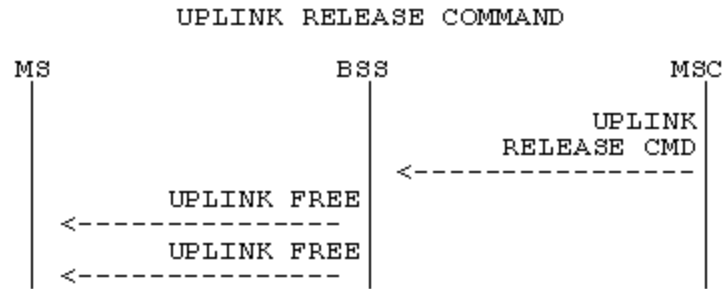 UPLINK RELEASE COMMAND
MS BSS MSC
UPLINK
RELEASE CMD
UPLINK FREE
UPLINK FREE